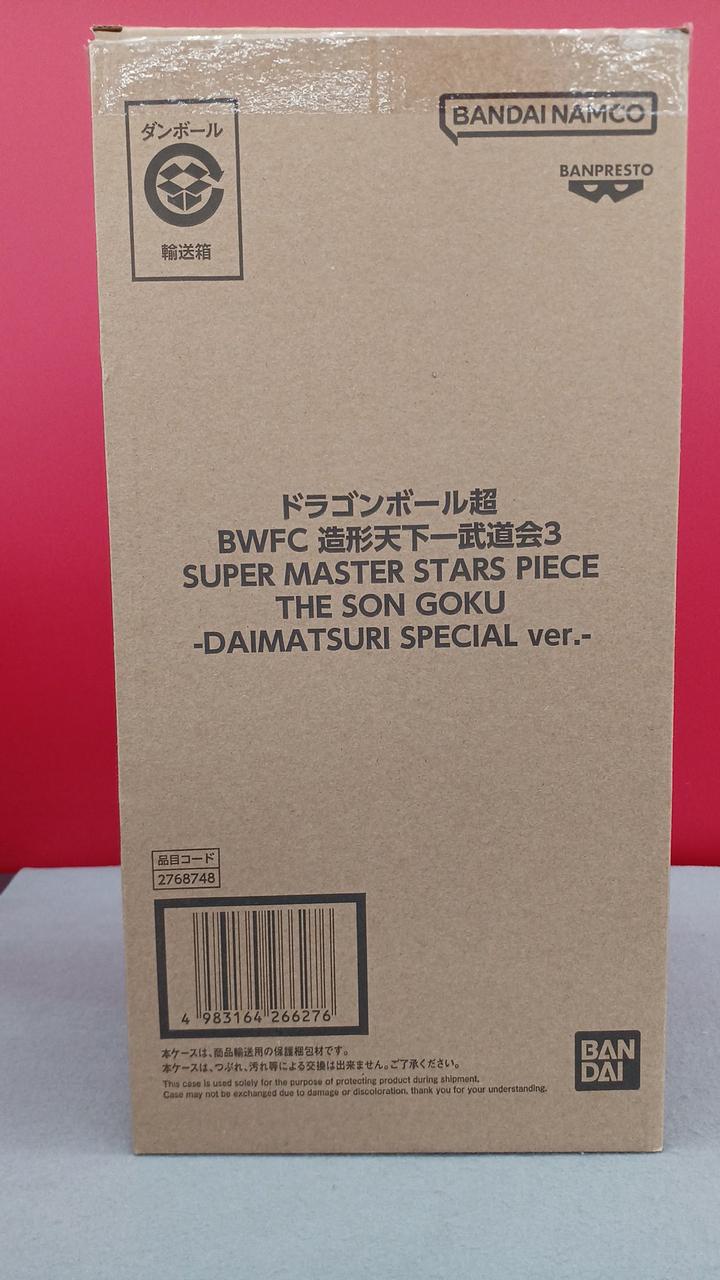 ダンボール
輸送箱
BANDAI NAMCO
BANPRESTO
ドラゴンボール超
BWFC 造形天下一武道会3
SUPER MASTER STARS PIECE
THE SON GOKU
-DAIMATSURI SPECIAL ver.-
品目コード
2768748
4 983164 266276
本ケースは、商品輸送用の保護梱包材です。
本ケースは、つぶれ、汚れ等による交換は出来ません。ご了承ください。
This case is used solely for the purpose of protecting product during shipment.
Case may not be exchanged due to damage or discoloration, thank you for your understanding.
BAN
DAI